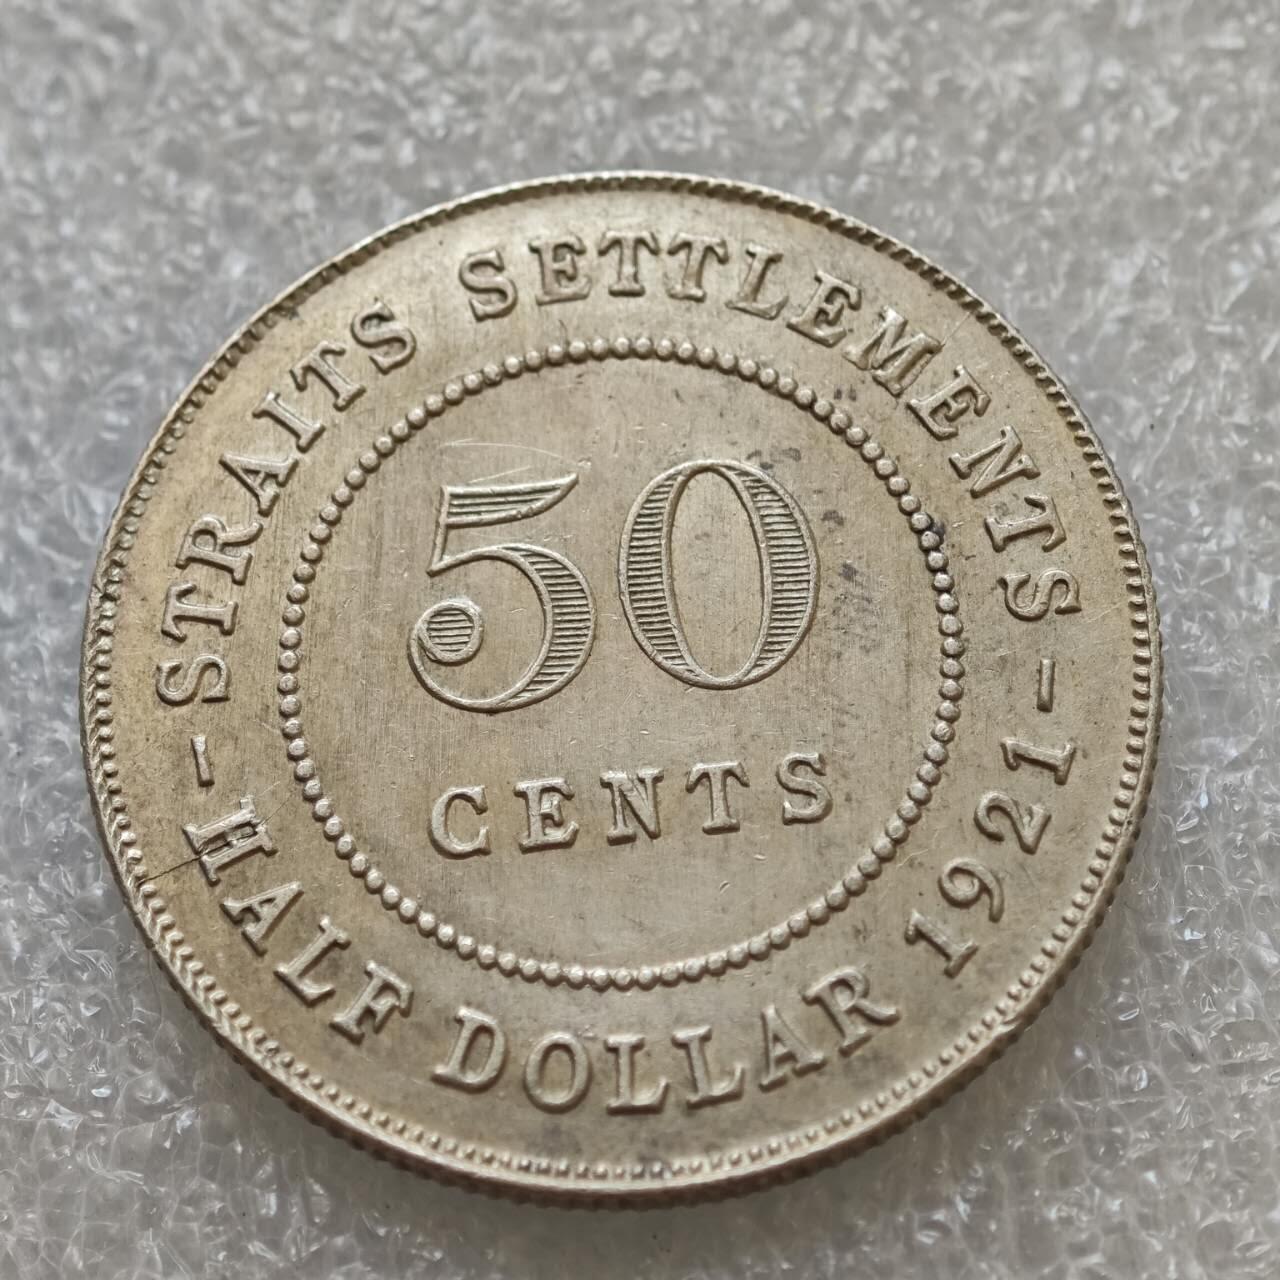 STRAITS SETTLEMENTS
50
CENTS
– HALF DOLLAR 1921 –